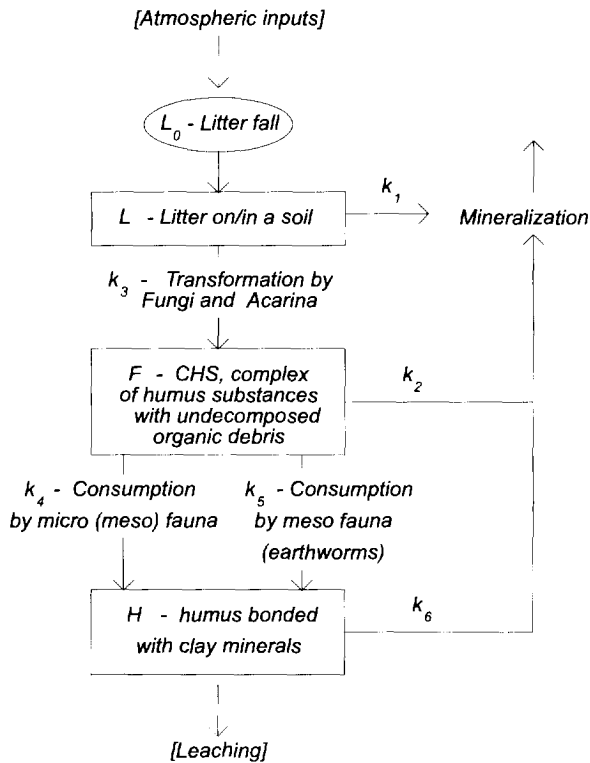 [Atmospheric inputs]
L0 - Litter fall
L - Litter on/in a soil
k1
Mineralization
k3 - Transformation by
Fungi and Acarina
F - CHS, complex
of humus substances
with undecomposed
organic debris
k2
k4 - Consumption
by micro (meso) fauna
k5 - Consumption
by meso fauna
(earthworms)
H - humus bonded
with clay minerals
k6
[Leaching]